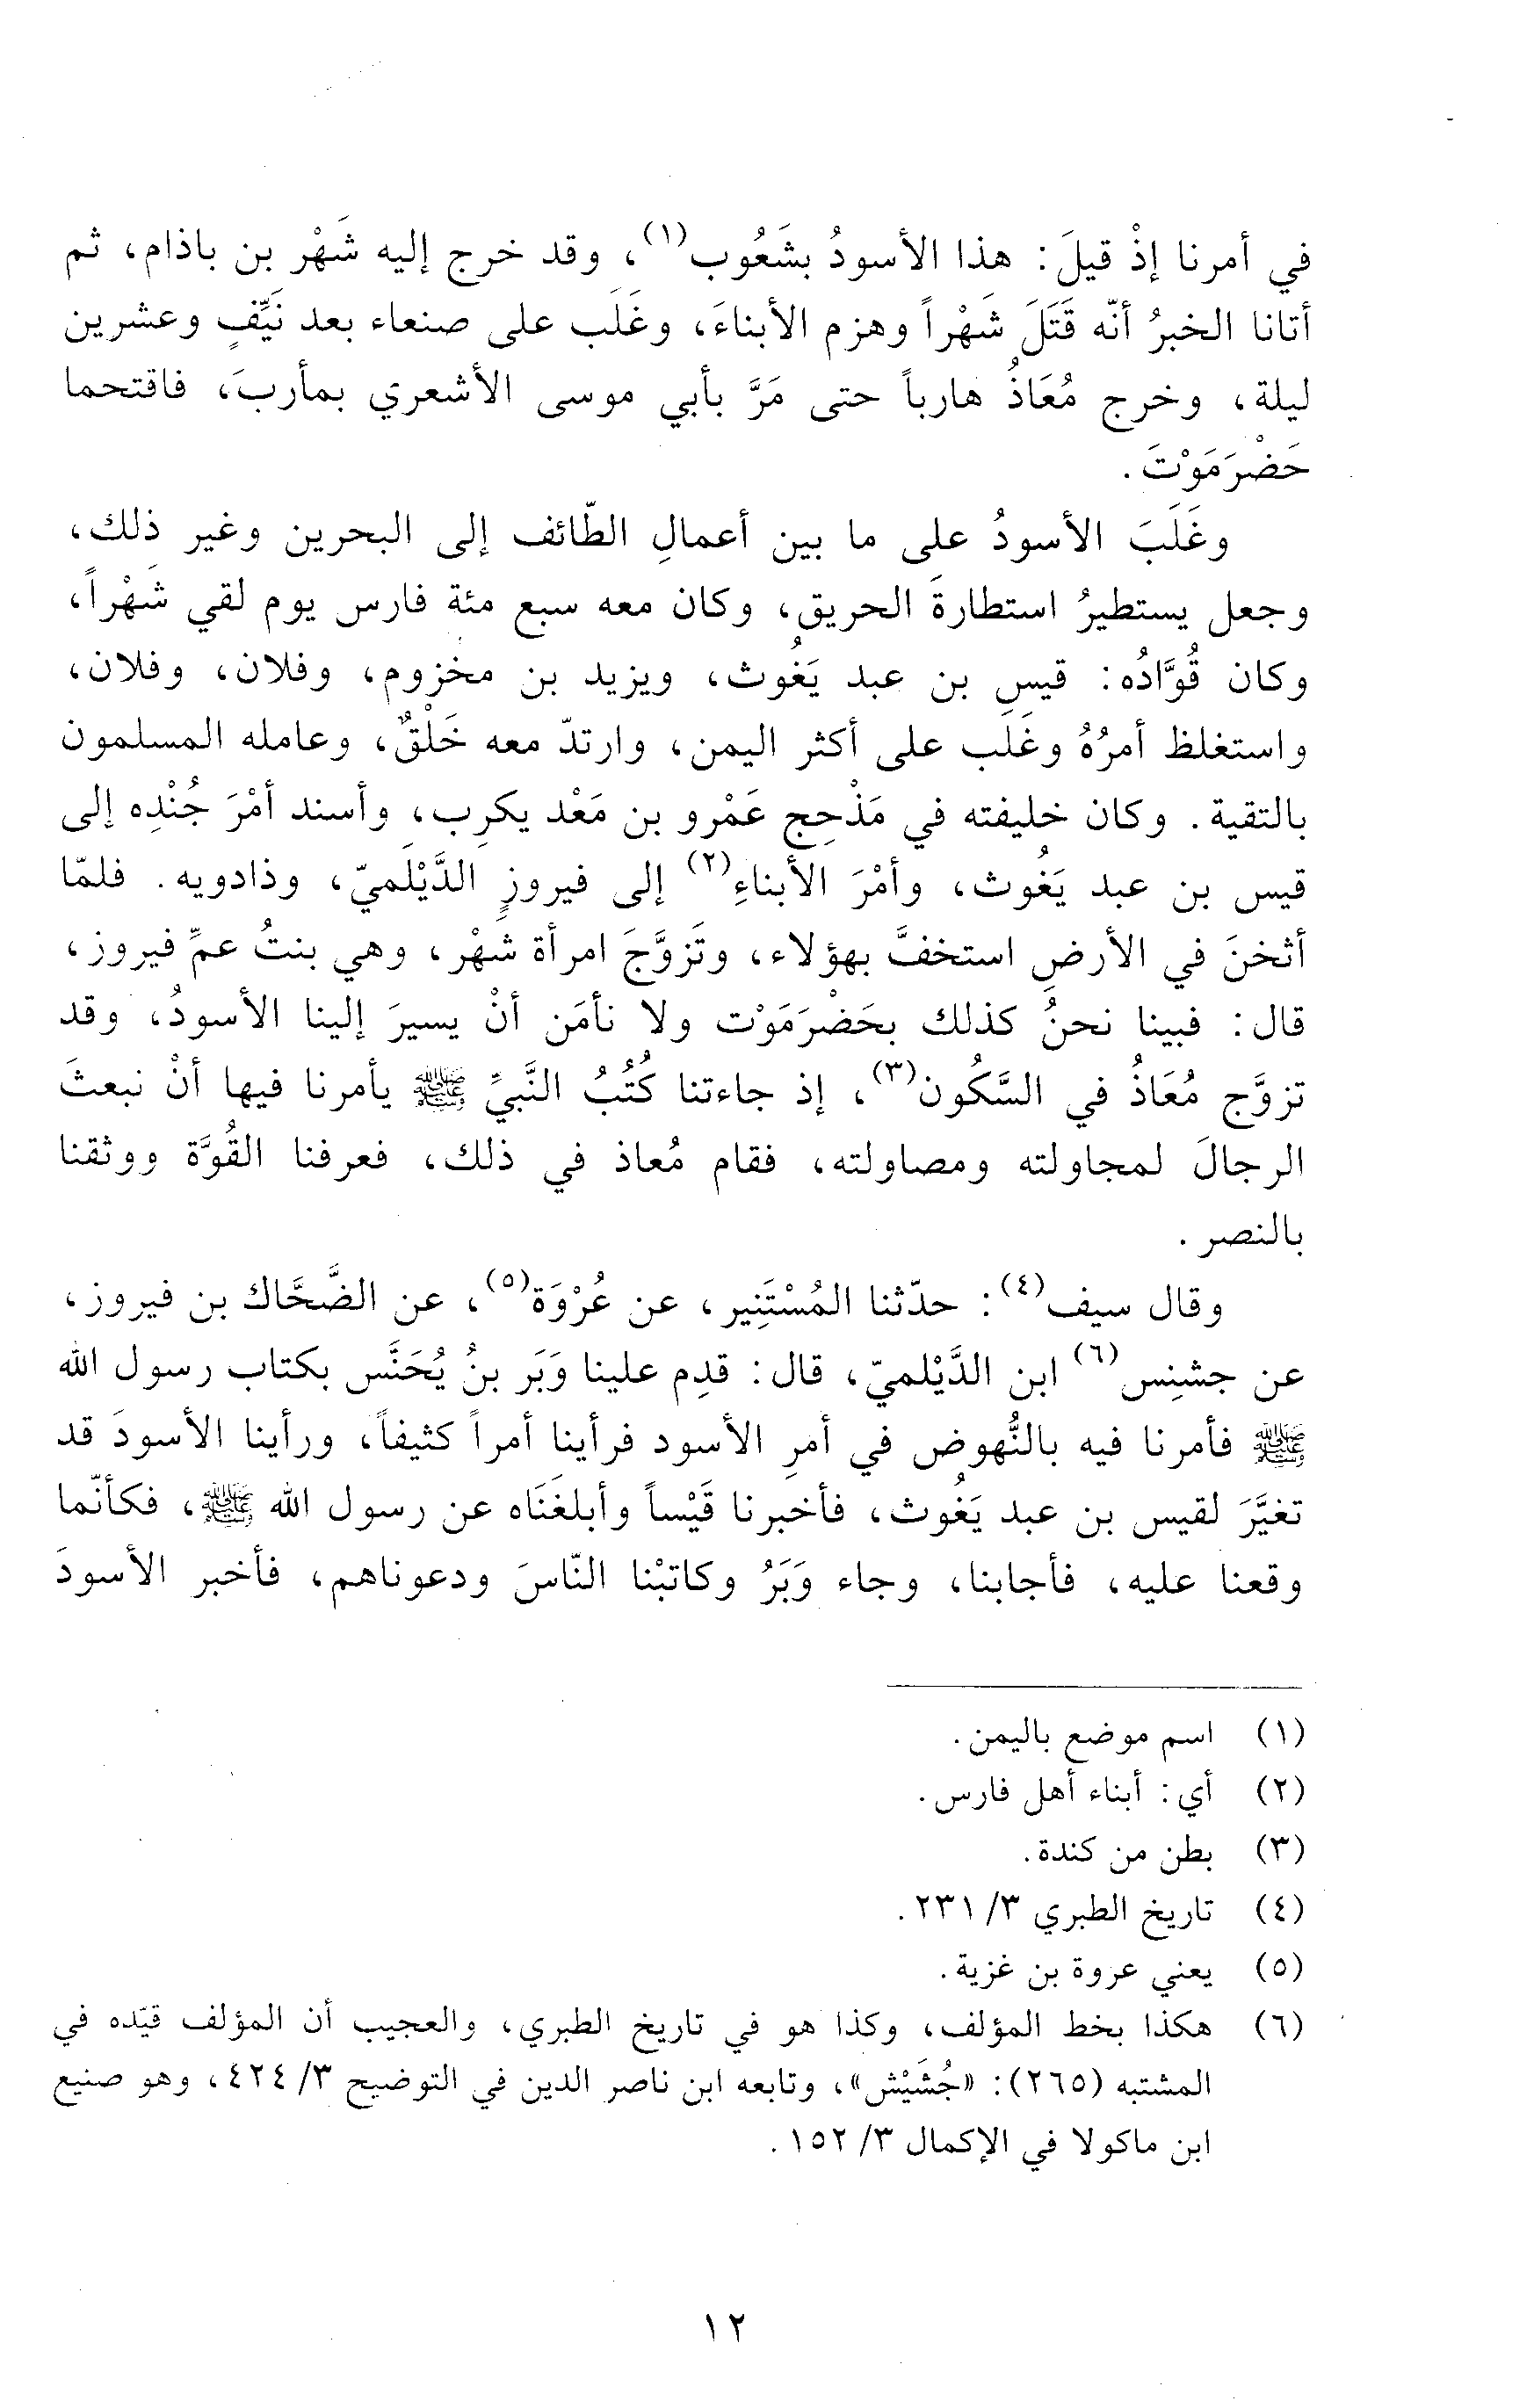 في أمرنا إذْ قيلَ: هذا الأسودُ بشَعُوب(١)، وقد خرج إليه شَهْر بن باذام، ثم
أتانا الخبرُ أنّه قَتَلَ شَهْراً وهزم الأبناءَ، وغَلَب على صنعاء بعد نَيِّفٍ وعشرين
ليلة، وخرج مُعَاذُ هارباً حتى مَرَّ بأبي موسى الأشعري بمأربَ، فاقتحما
حَضْرَمَوْتَ.
وغَلَبَ الأسودُ على ما بين أعمالِ الطّائف إلى البحرين وغير ذلك،
وجعل يستطيرُ استطارةَ الحريق، وكان معه سبع مئة فارس يوم لقي شَهْراً،
وكان قُوَّادُه: قيس بن عبد يَغُوث، ويزيد بن مخزوم، وفلان، وفلان،
واستغلظ أمرُهُ وغَلَب على أكثر اليمن، وارتدّ معه خَلْقٌ، وعامله المسلمون
بالتقية. وكان خليفته في مَذْحِج عَمْرو بن مَعْد يكرِب، وأسند أمْرَ جُنْدِه إلى
قيس بن عبد يَغُوث، وأمْرَ الأبناءِ(٢) إلى فيروزٍ الدَّيْلَميّ، وذادويه. فلمّا
أثخنَ في الأرضِ استخفَّ بهؤلاء، وتَزوَّجَ امرأة شَهْر، وهي بنتُ عمِّ فيروز،
قال: فبينا نحنُ كذلك بحَضْرَمَوْت ولا نأمَن أنْ يسيرَ إلينا الأسودُ، وقد
تزوَّج مُعَاذُ في السَّكُون(٣)، إذ جاءتنا كُتُبُ النَّبيِّ ﷺ يأمرنا فيها أنْ نبعثَ
الرجالَ لمجاولته ومصاولته، فقام مُعاذ في ذلك، فعرفنا القُوَّة ووثقنا
بالنصر.
وقال سيف(٤): حدّثنا المُسْتَنِير، عن عُرْوَة(٥)، عن الضَّحَّاك بن فيروز،
عن جشنِس(٦) ابن الدَّيْلميّ، قال: قدِم علينا وَبَر بنُ يُحَنَّس بكتاب رسول الله
ﷺ فأمرنا فيه بالنُّهوض في أمرِ الأسود فرأينا أمراً كثيفاً، ورأينا الأسودَ قد
تغيَّرَ لقيس بن عبد يَغُوث، فأخبرنا قَيْساً وأبلغنَاه عن رسول الله ﷺ، فكأنّما
وقعنا عليه، فأجابنا، وجاء وَبَرُ وكاتبْنا النّاسَ ودعوناهم، فأخبر الأسودَ
(١) اسم موضع باليمن.
(٢) أي: أبناء أهل فارس.
(٣) بطن من كندة.
(٤) تاريخ الطبري ٣/ ٢٣١.
(٥) يعني عروة بن غزية.
(٦) هكذا بخط المؤلف، وكذا هو في تاريخ الطبري، والعجيب أن المؤلف قيّده في
المشتبه (٢٦٥): «جُشَيْش»، وتابعه ابن ناصر الدين في التوضيح ٣/ ٤٢٤، وهو صنيع
ابن ماكولا في الإكمال ٣/ ١٥٢.
١٢